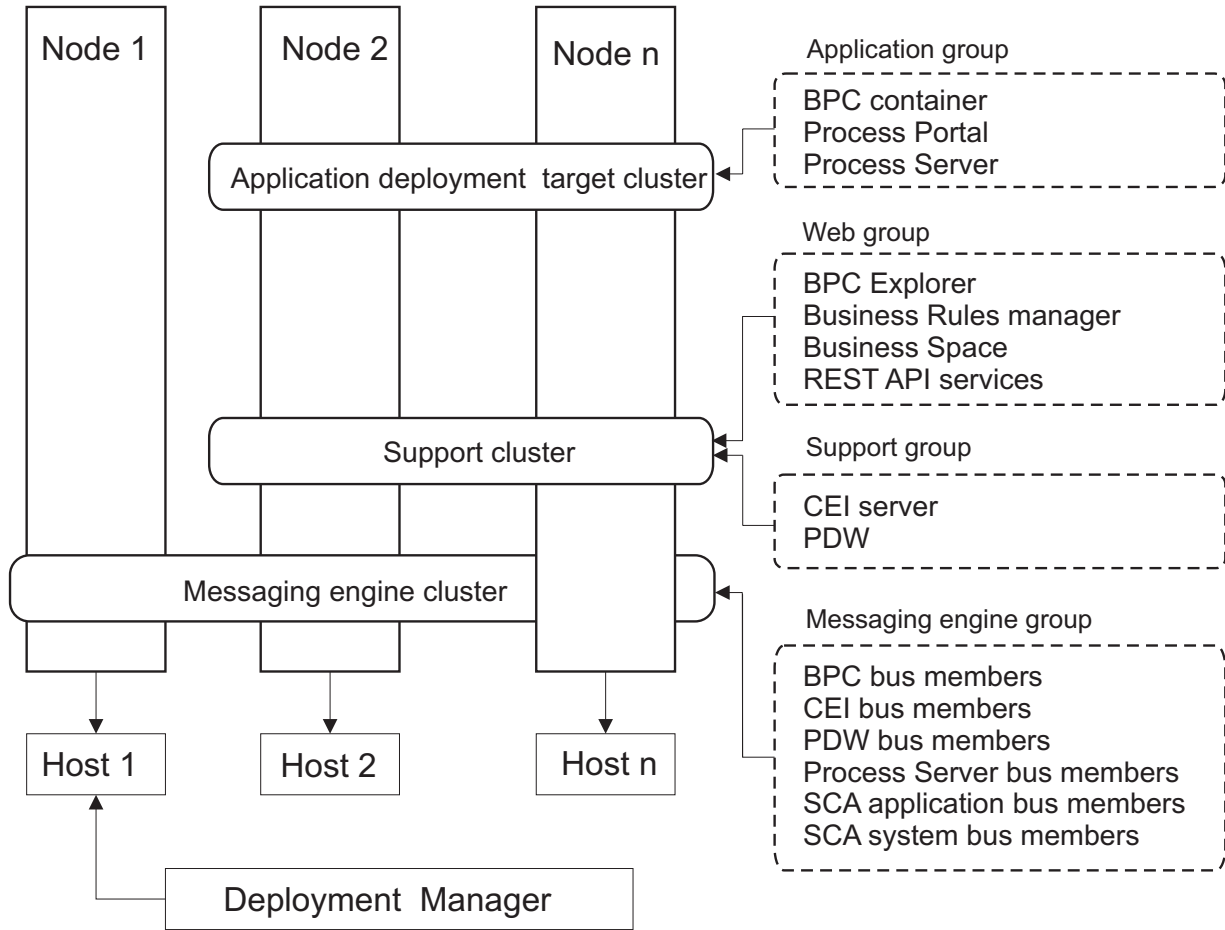 Node 1
Node 2
Node n
Application deployment target cluster
Support cluster
Messaging engine cluster
Host 1
Host 2
Host n
Deployment Manager
Application group
BPC container
Process Portal
Process Server
Web group
BPC Explorer
Business Rules manager
Business Space
REST API services
Support group
CEI server
PDW
Messaging engine group
BPC bus members
CEI bus members
PDW bus members
Process Server bus members
SCA application bus members
SCA system bus members